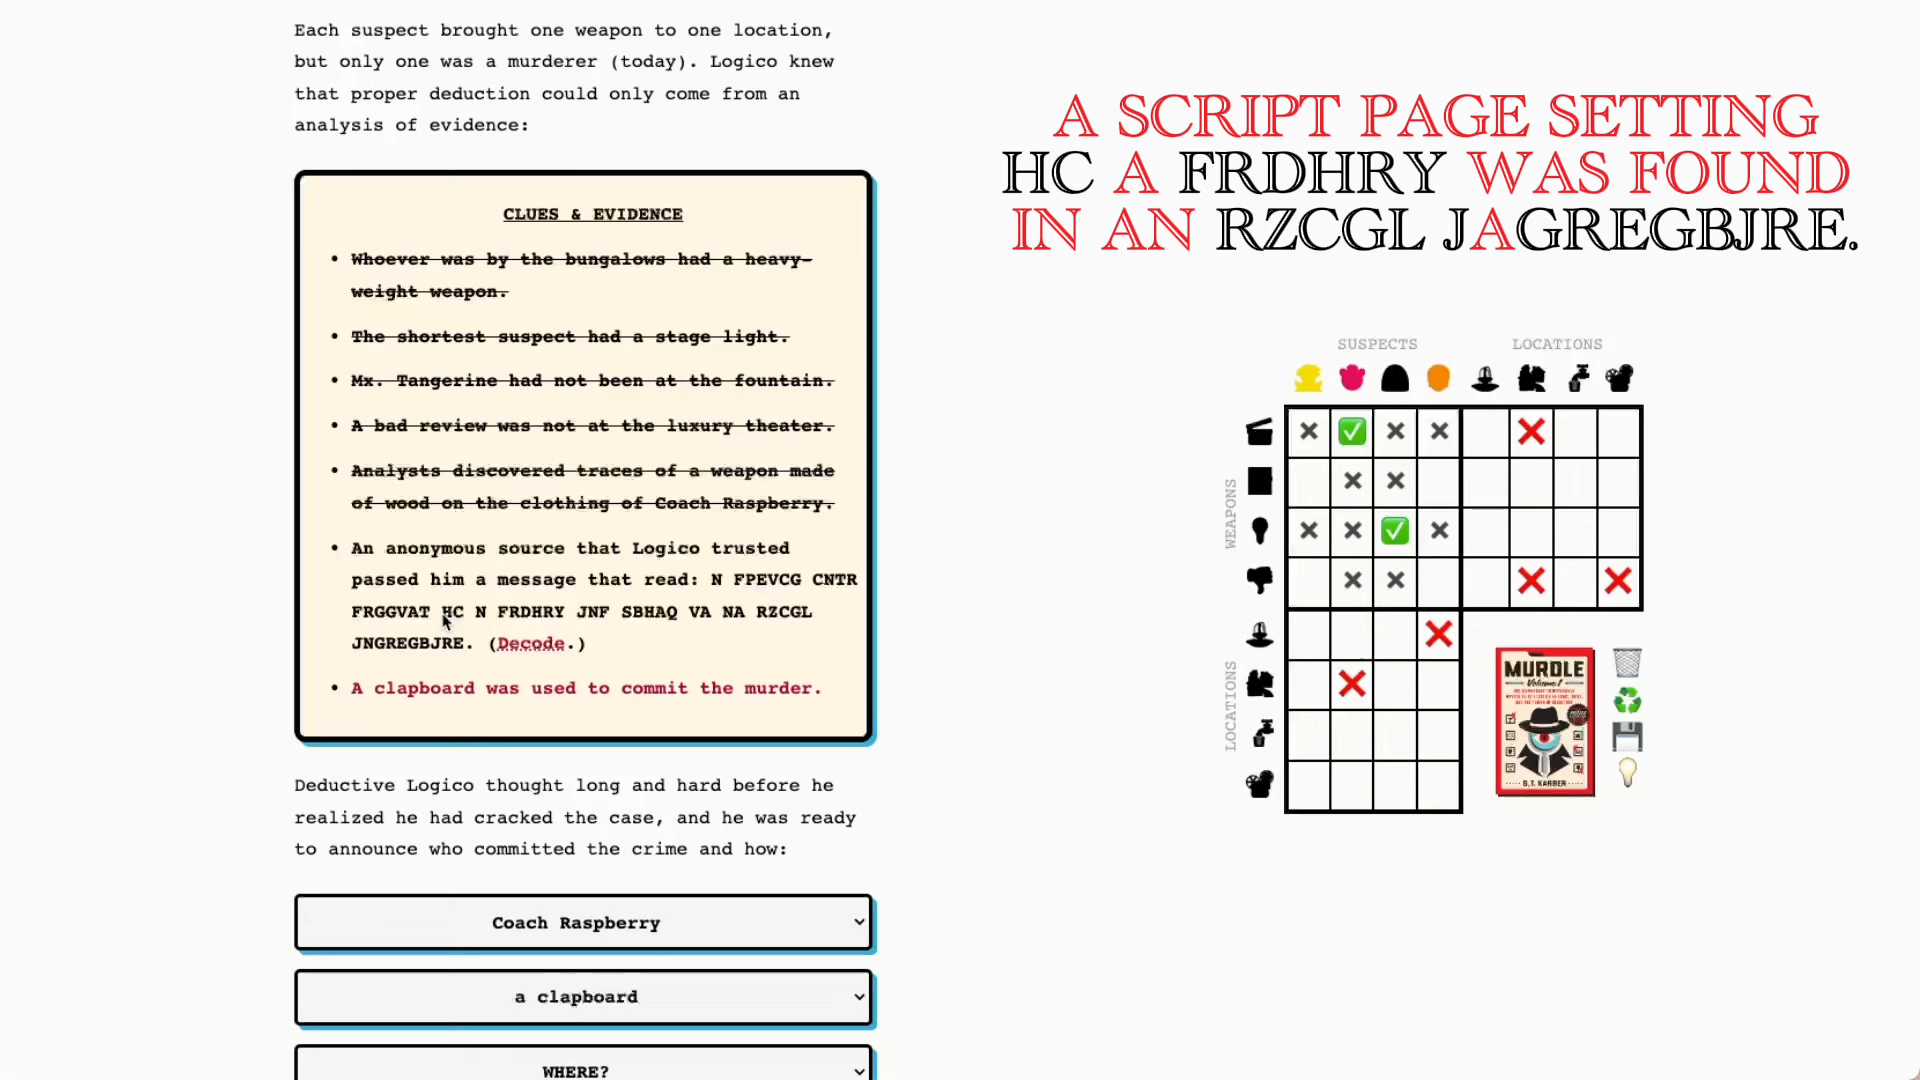 Each suspect brought one weapon to one location,
but only one was a murderer (today). Logico knew
that proper deduction could only come from an
analysis of evidence:
CLUES & EVIDENCE
• Whoever was by the bungalows had a heavy-
weight weapon.
• The shortest suspect had a stage light.
• Mx. Tangerine had not been at the fountain.
• A bad review was not at the luxury theater.
• Analysts discovered traces of a weapon made
of wood on the clothing of Coach Raspberry.
• An anonymous source that Logico trusted
passed him a message that read: N FPEVCG CNTR
FRGGVAT HC N FRDHRY JNF SBHAQ VA NA RZCGL
JNGREGBJRE. (Decode.)
• A clapboard was used to commit the murder.
Deductive Logico thought long and hard before he
realized he had cracked the case, and he was ready
to announce who committed the crime and how:
Coach Raspberry
a clapboard
WHERE?
A SCRIPT PAGE SETTING
HC A FRDHRY WAS FOUND
IN AN RZCGL JAGREGBJRE.
SUSPECTS LOCATIONS
WEAPONS
LOCATIONS
MURDLE
Volume 1
G.T. KARBER